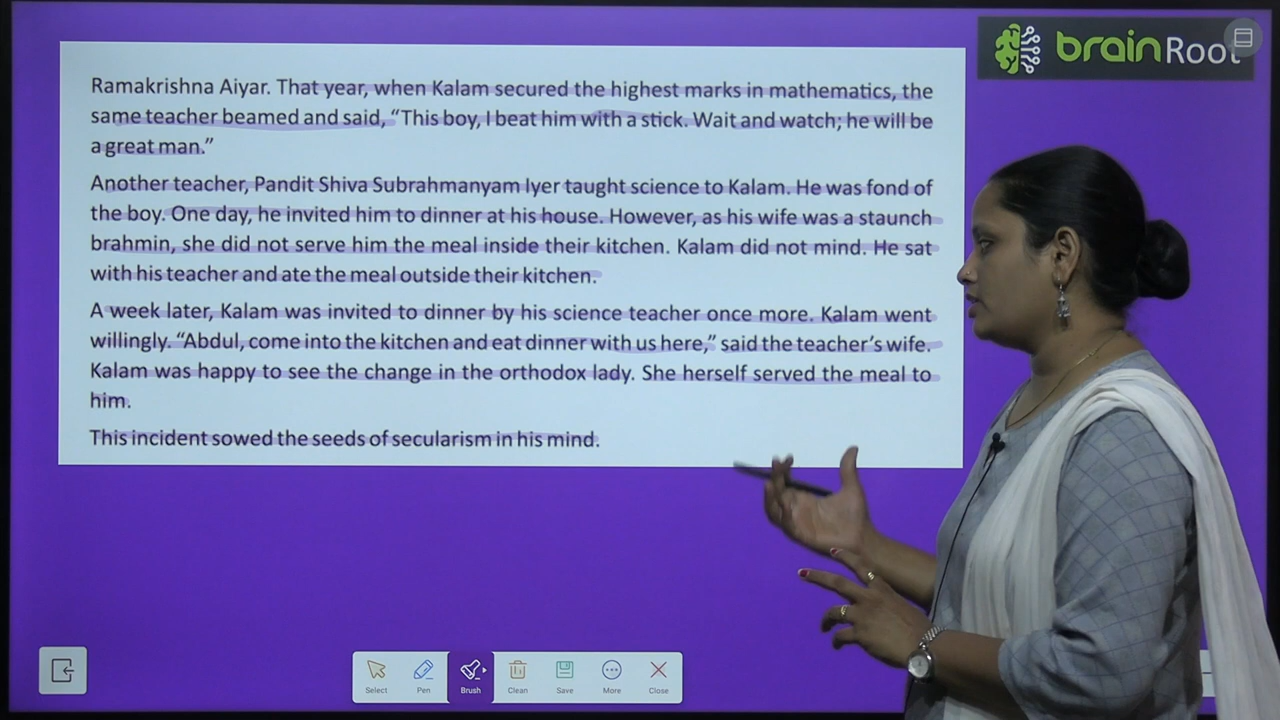 brainRoot
Ramakrishna Aiyar. That year, when Kalam secured the highest marks in mathematics, the
same teacher beamed and said, “This boy, I beat him with a stick. Wait and watch; he will be
a great man.”
Another teacher, Pandit Shiva Subrahmanyam Iyer taught science to Kalam. He was fond of
the boy. One day, he invited him to dinner at his house. However, as his wife was a staunch
brahmin, she did not serve him the meal inside their kitchen. Kalam did not mind. He sat
with his teacher and ate the meal outside their kitchen.
A week later, Kalam was invited to dinner by his science teacher once more. Kalam went
willingly. “Abdul, come into the kitchen and eat dinner with us here,” said the teacher’s wife.
Kalam was happy to see the change in the orthodox lady. She herself served the meal to
him.
This incident sowed the seeds of secularism in his mind.
Select Pen Brush Clean Save More Close